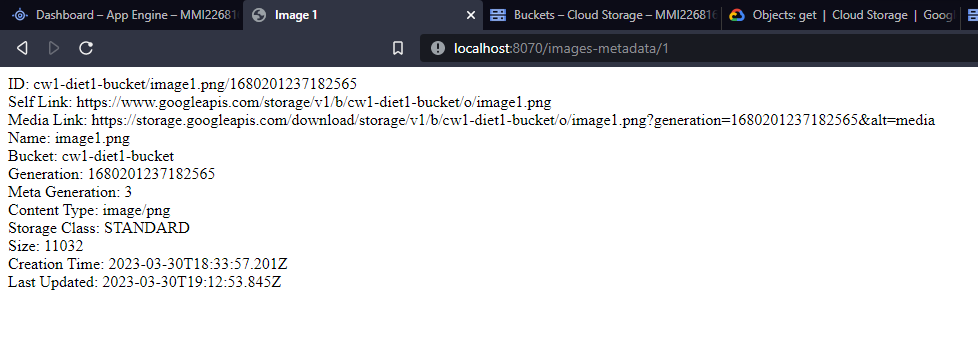 Dashboard – App Engine – MMI22681
Image 1
Buckets – Cloud Storage – MMI22681
Objects: get | Cloud Storage | Goog
localhost:8070/images-metadata/1
ID: cw1-diet1-bucket/image1.png/1680201237182565
Self Link: https://www.googleapis.com/storage/v1/b/cw1-diet1-bucket/o/image1.png
Media Link: https://storage.googleapis.com/download/storage/v1/b/cw1-diet1-bucket/o/image1.png?generation=1680201237182565&alt=media
Name: image1.png
Bucket: cw1-diet1-bucket
Generation: 1680201237182565
Meta Generation: 3
Content Type: image/png
Storage Class: STANDARD
Size: 11032
Creation Time: 2023-03-30T18:33:57.201Z
Last Updated: 2023-03-30T19:12:53.845Z